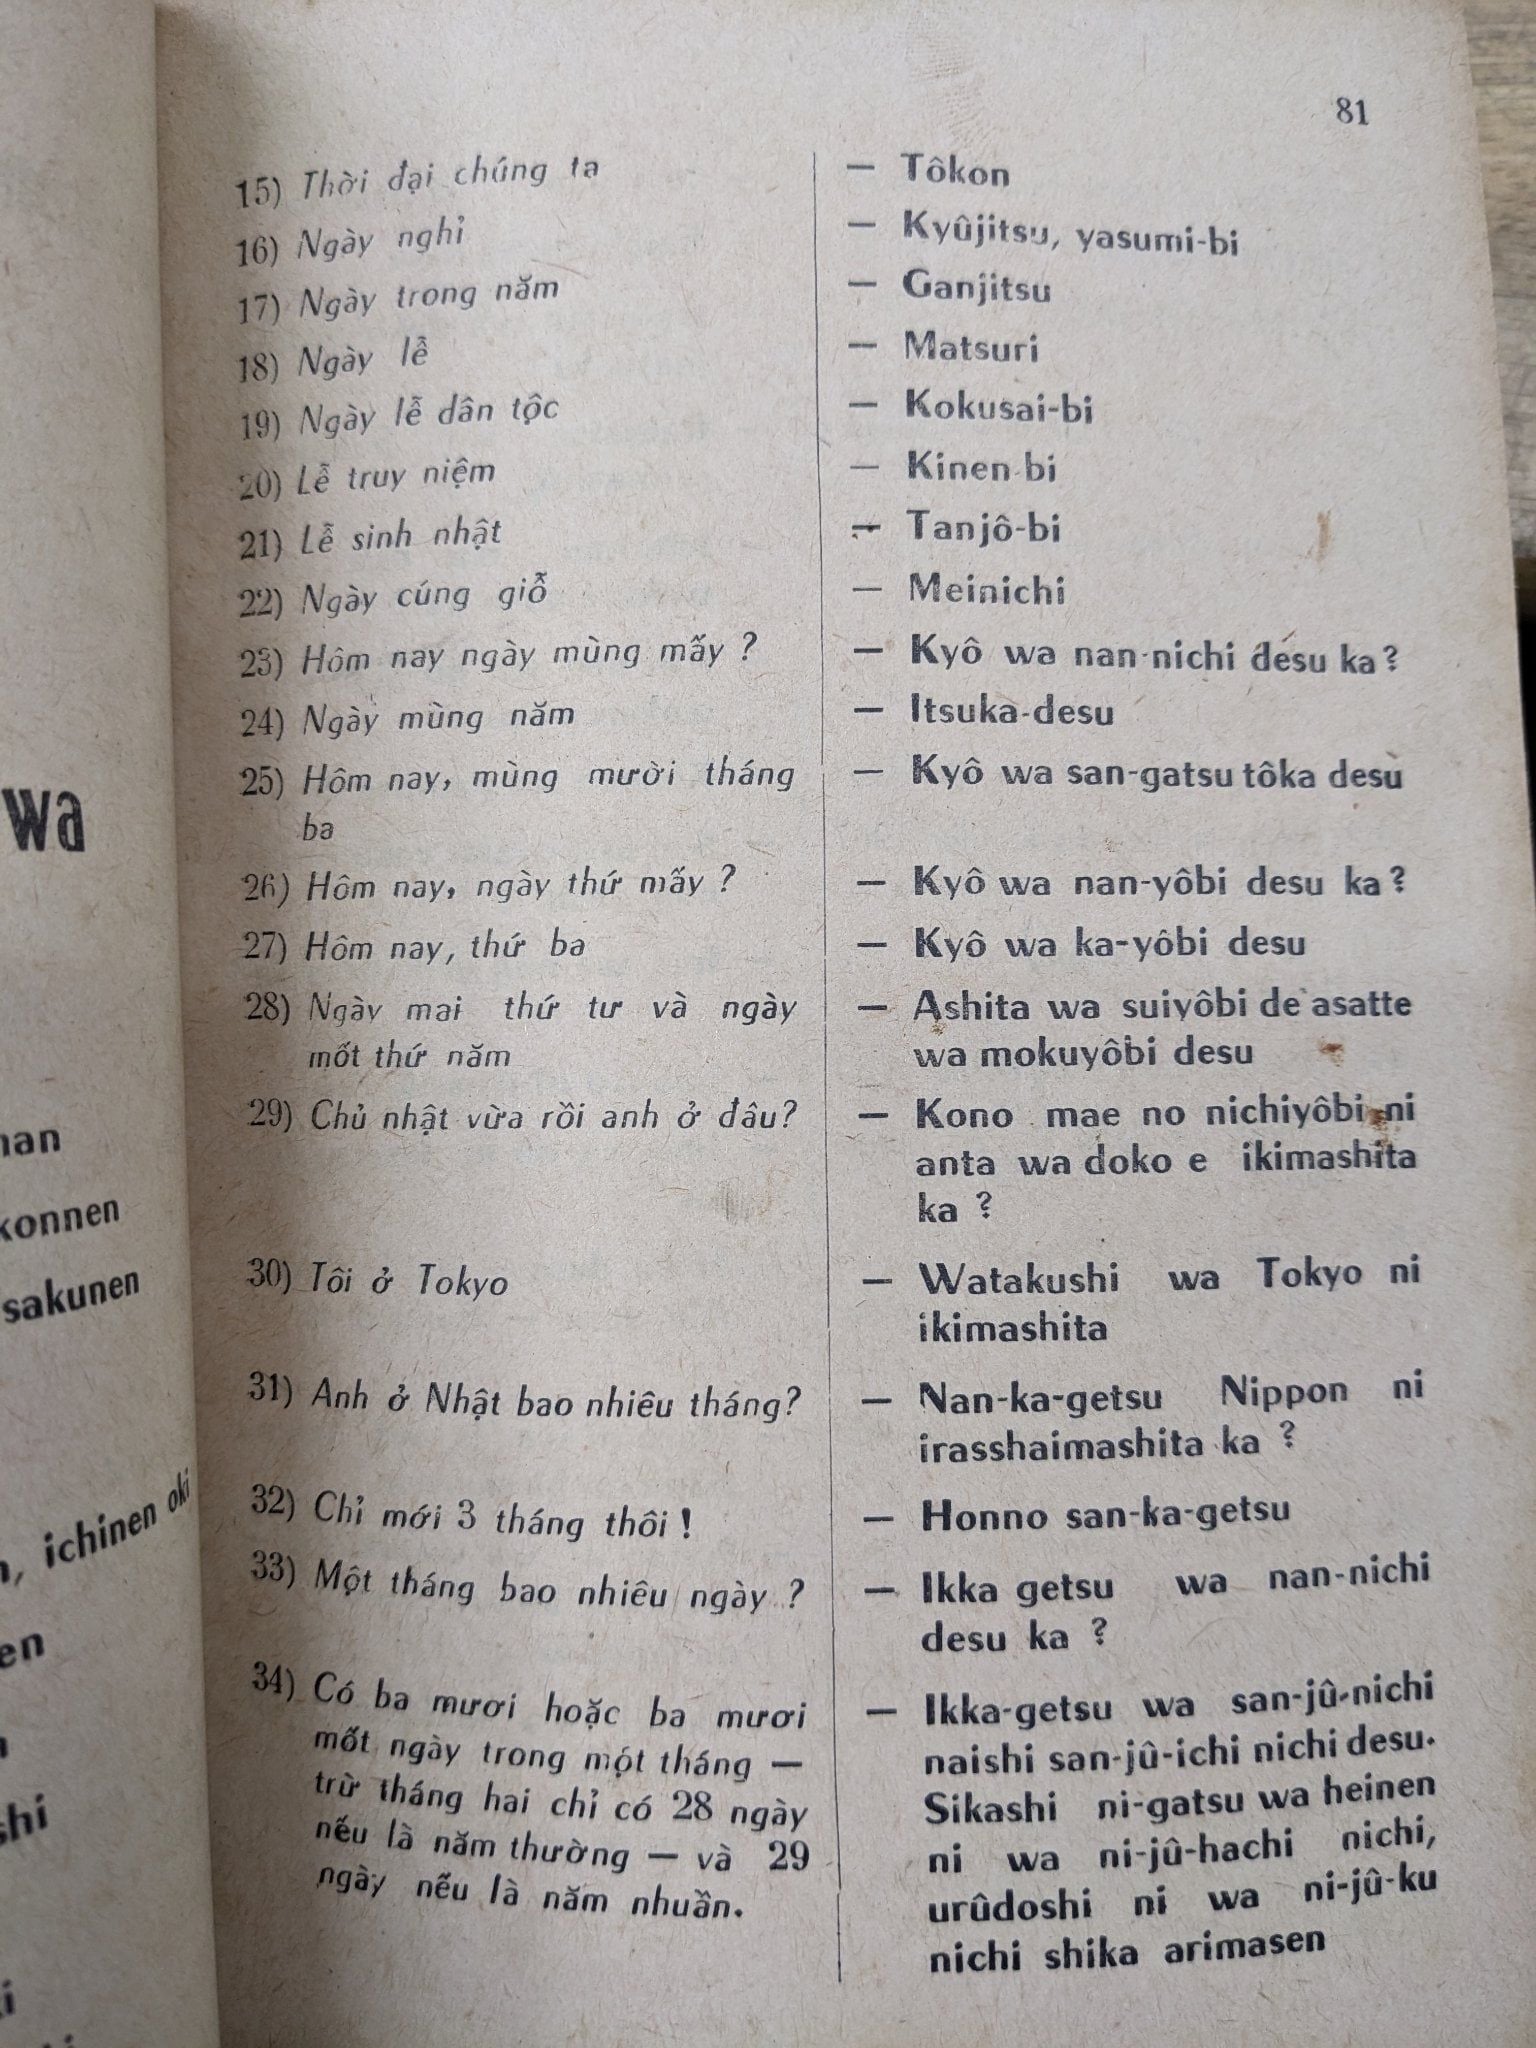 81
15) Thời đại chúng ta — Tôkon
16) Ngày nghỉ — Kyûjitsu, yasumi-bi
17) Ngày trong năm — Ganjitsu
18) Ngày lễ — Matsuri
19) Ngày lễ dân tộc — Kokusai-bi
20) Lễ truy niệm — Kinen bi
21) Lễ sinh nhật — Tanjô-bi
22) Ngày cúng giỗ — Meinichi
23) Hôm nay ngày mùng mấy ? — Kyô wa nan-nichi desu ka ?
24) Ngày mùng năm — Itsuka-desu
25) Hôm nay, mùng mười tháng — Kyô wa san-gatsu tôka desu
ba
26) Hôm nay, ngày thứ mấy ? — Kyô wa nan-yôbi desu ka ?
27) Hôm nay, thứ ba — Kyô wa ka-yôbi desu
28) Ngày mai thứ tư và ngày — Ashita wa suiyôbi de asatte
mốt thứ năm wa mokuyôbi desu
29) Chủ nhật vừa rồi anh ở đâu? — Kono mae no nichiyôbi ni
anta wa doko e ikimashita
ka ?
30) Tôi ở Tokyo — Watakushi wa Tokyo ni
ikimashita
31) Anh ở Nhật bao nhiêu tháng? — Nan-ka-getsu Nippon ni
irasshaimashita ka ?
32) Chỉ mới 3 tháng thôi ! — Honno san-ka-getsu
33) Một tháng bao nhiêu ngày ? — Ikka getsu wa nan-nichi
desu ka ?
34) Có ba mươi hoặc ba mươi — Ikka-getsu wa san-jû-nichi
mốt ngày trong một tháng — naishi san-jû-ichi nichi desu.
trừ tháng hai chỉ có 28 ngày Sikashi ni-gatsu wa heinen
nếu là năm thường — và 29 ni wa ni-jû-hachi nichi,
ngày nếu là năm nhuần. urûdoshi ni wa ni-jû-ku
nichi shika arimasen
wa
konnen
sakunen
ichinen oki